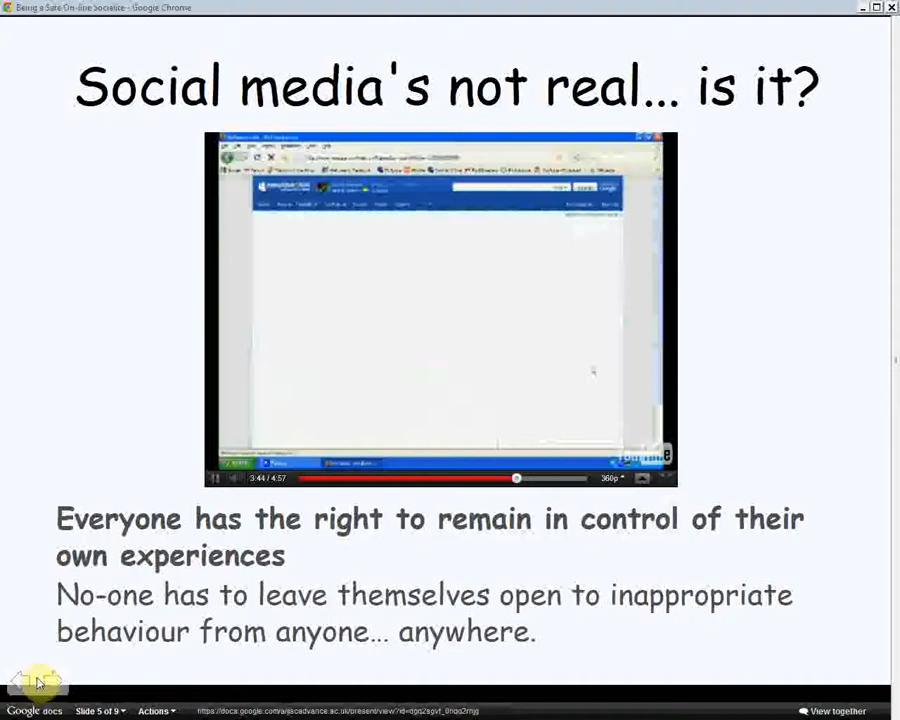 Being a Safe On-line Socialite - Google Chrome
Social media's not real... is it?
YouTube
3:44 / 4:57
360p
Everyone has the right to remain in control of their
own experiences
No-one has to leave themselves open to inappropriate
behaviour from anyone... anywhere.
Google docs
Slide 5 of 9
Actions
View together